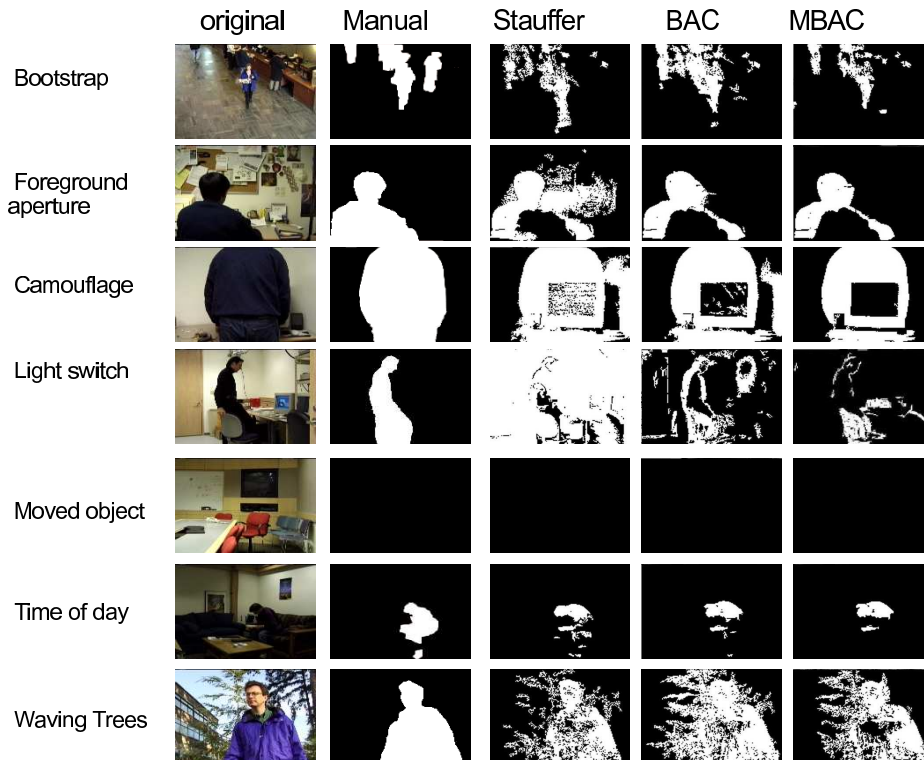 original Manual Stauffer BAC MBAC
Bootstrap
Foreground
aperture
Camouflage
Light switch
Moved object
Time of day
Waving Trees